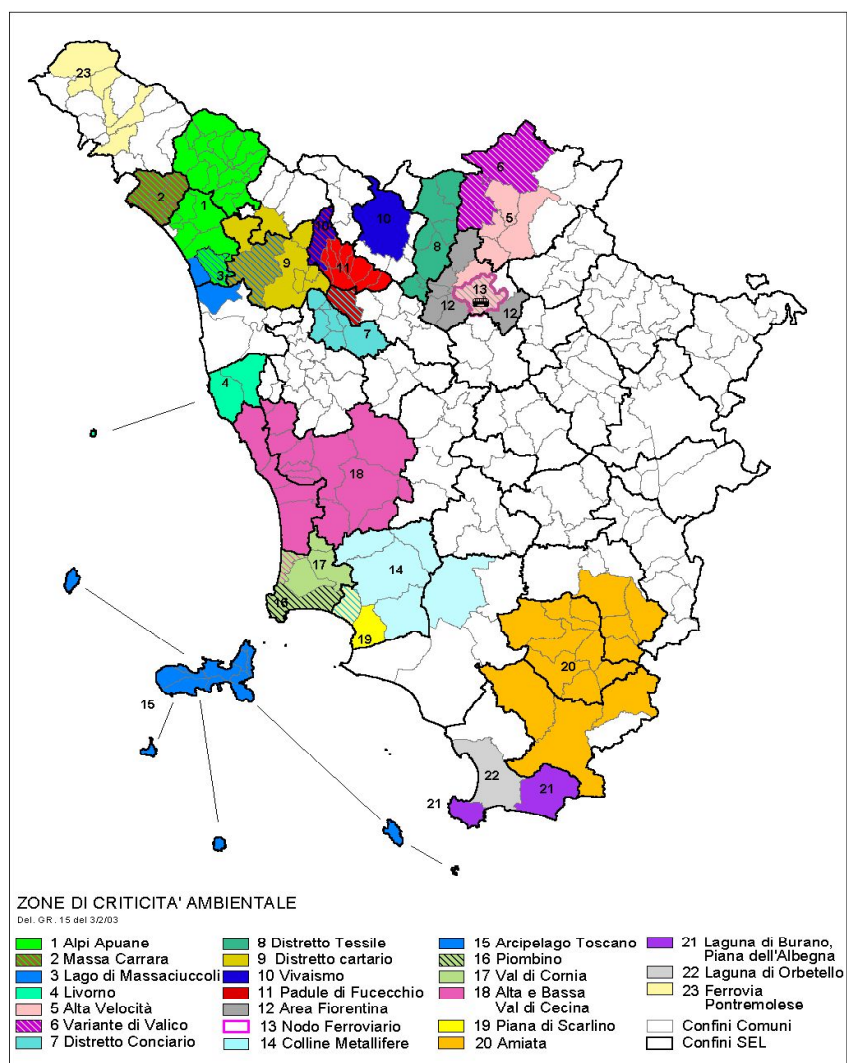 23
6
2
1
10
5
10
8
9
11
3
13
12
12
7
4
18
17
14
16
19
20
15
22
21
21
ZONE DI CRITICITA' AMBIENTALE
Del. GR. 15 del 3/2/03
1 Alpi Apuane
2 Massa Carrara
3 Lago di Massaciuccoli
4 Livorno
5 Alta Velocità
6 Variante di Valico
7 Distretto Conciario
8 Distretto Tessile
9 Distretto cartario
10 Vivaismo
11 Padule di Fucecchio
12 Area Fiorentina
13 Nodo Ferroviario
14 Colline Metallifere
15 Arcipelago Toscano
16 Piombino
17 Val di Cornia
18 Alta e Bassa
Val di Cecina
19 Piana di Scarlino
20 Amiata
21 Laguna di Burano,
Piana dell'Albegna
22 Laguna di Orbetello
23 Ferrovia
Pontremolese
Confini Comuni
Confini SEL